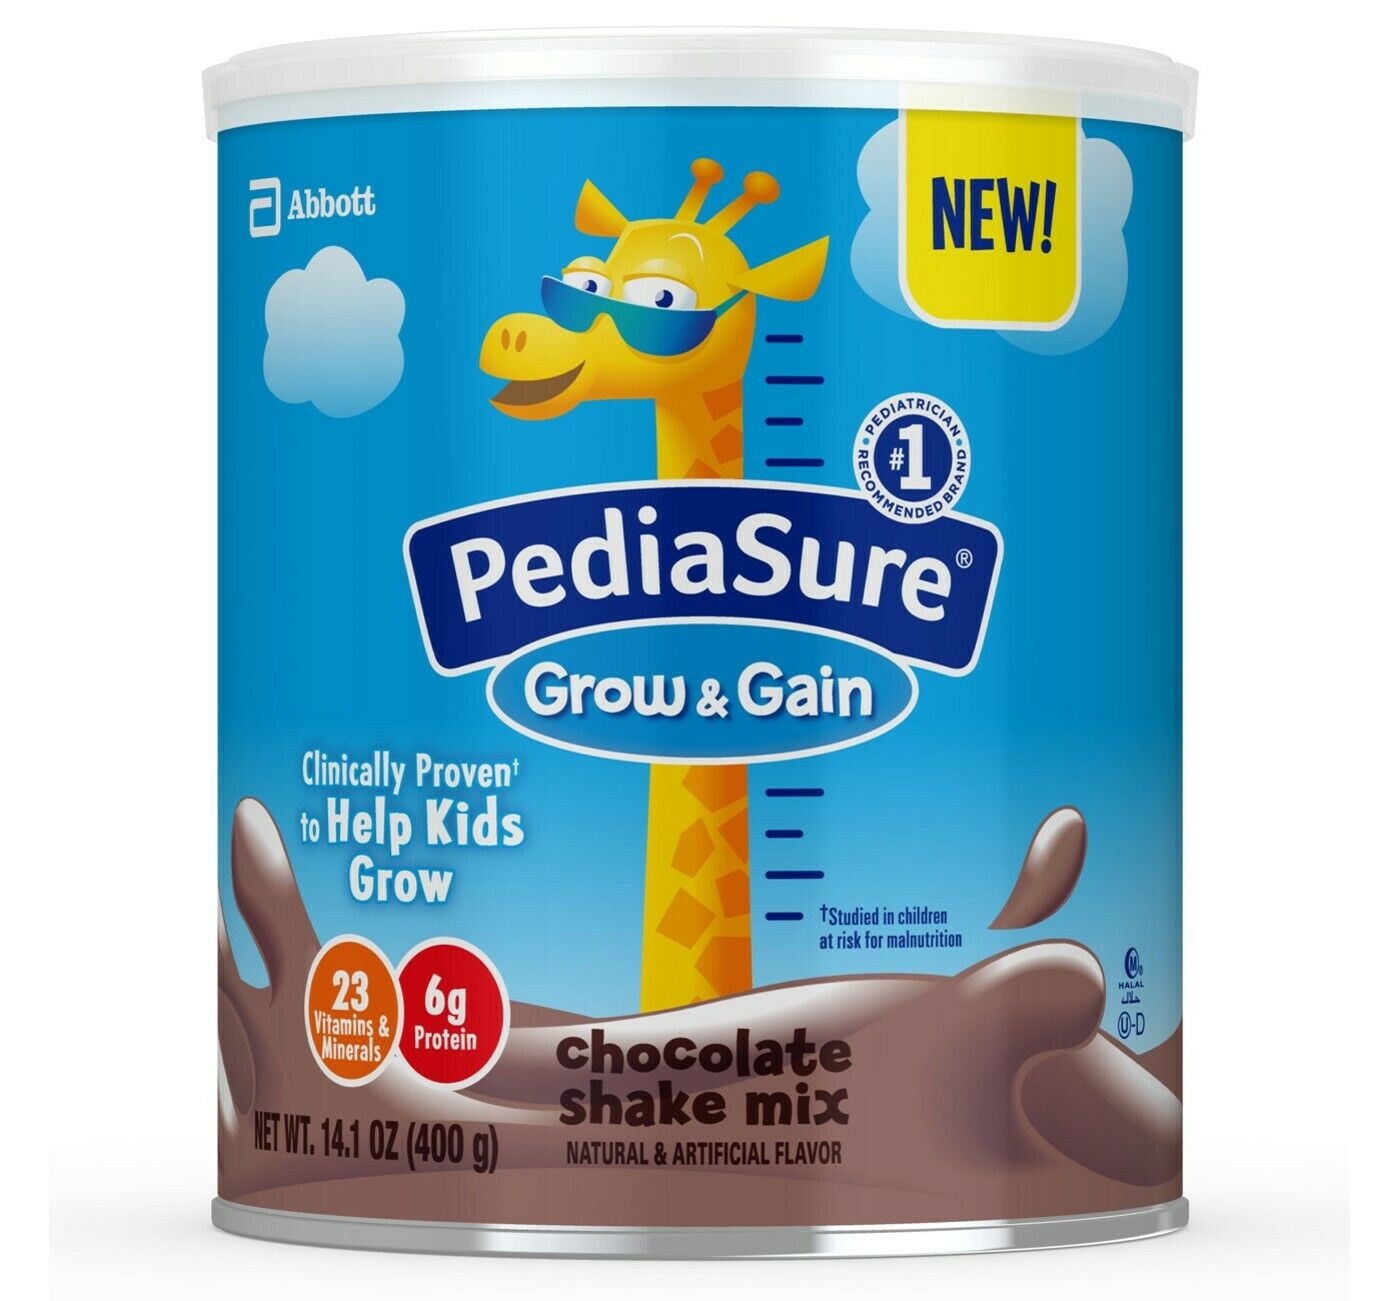 Abbott
NEW!
PEDIATRICIAN
#1
RECOMMENDED BRAND
PediaSure®
Grow & Gain
Clinically Proven†
to Help Kids
Grow
†Studied in children
at risk for malnutrition
23
Vitamins &
Minerals
6g
Protein
M®
HALAL
حلال
U-D
chocolate
shake mix
NET WT. 14.1 OZ (400 g)
NATURAL & ARTIFICIAL FLAVOR